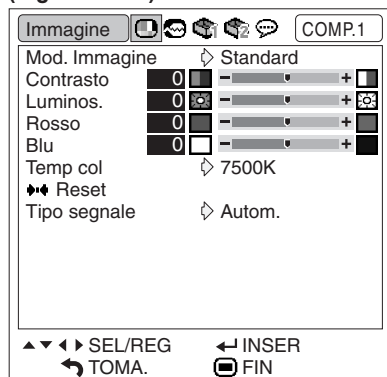 Immagine COMP.1
Mod. Immagine Standard
Contrasto 0 - +
Luminos. 0 - +
Rosso 0 - +
Blu 0 - +
Temp col 7500K
Reset
Tipo segnale Autom.
SEL/REG INSER
TOMA. FIN